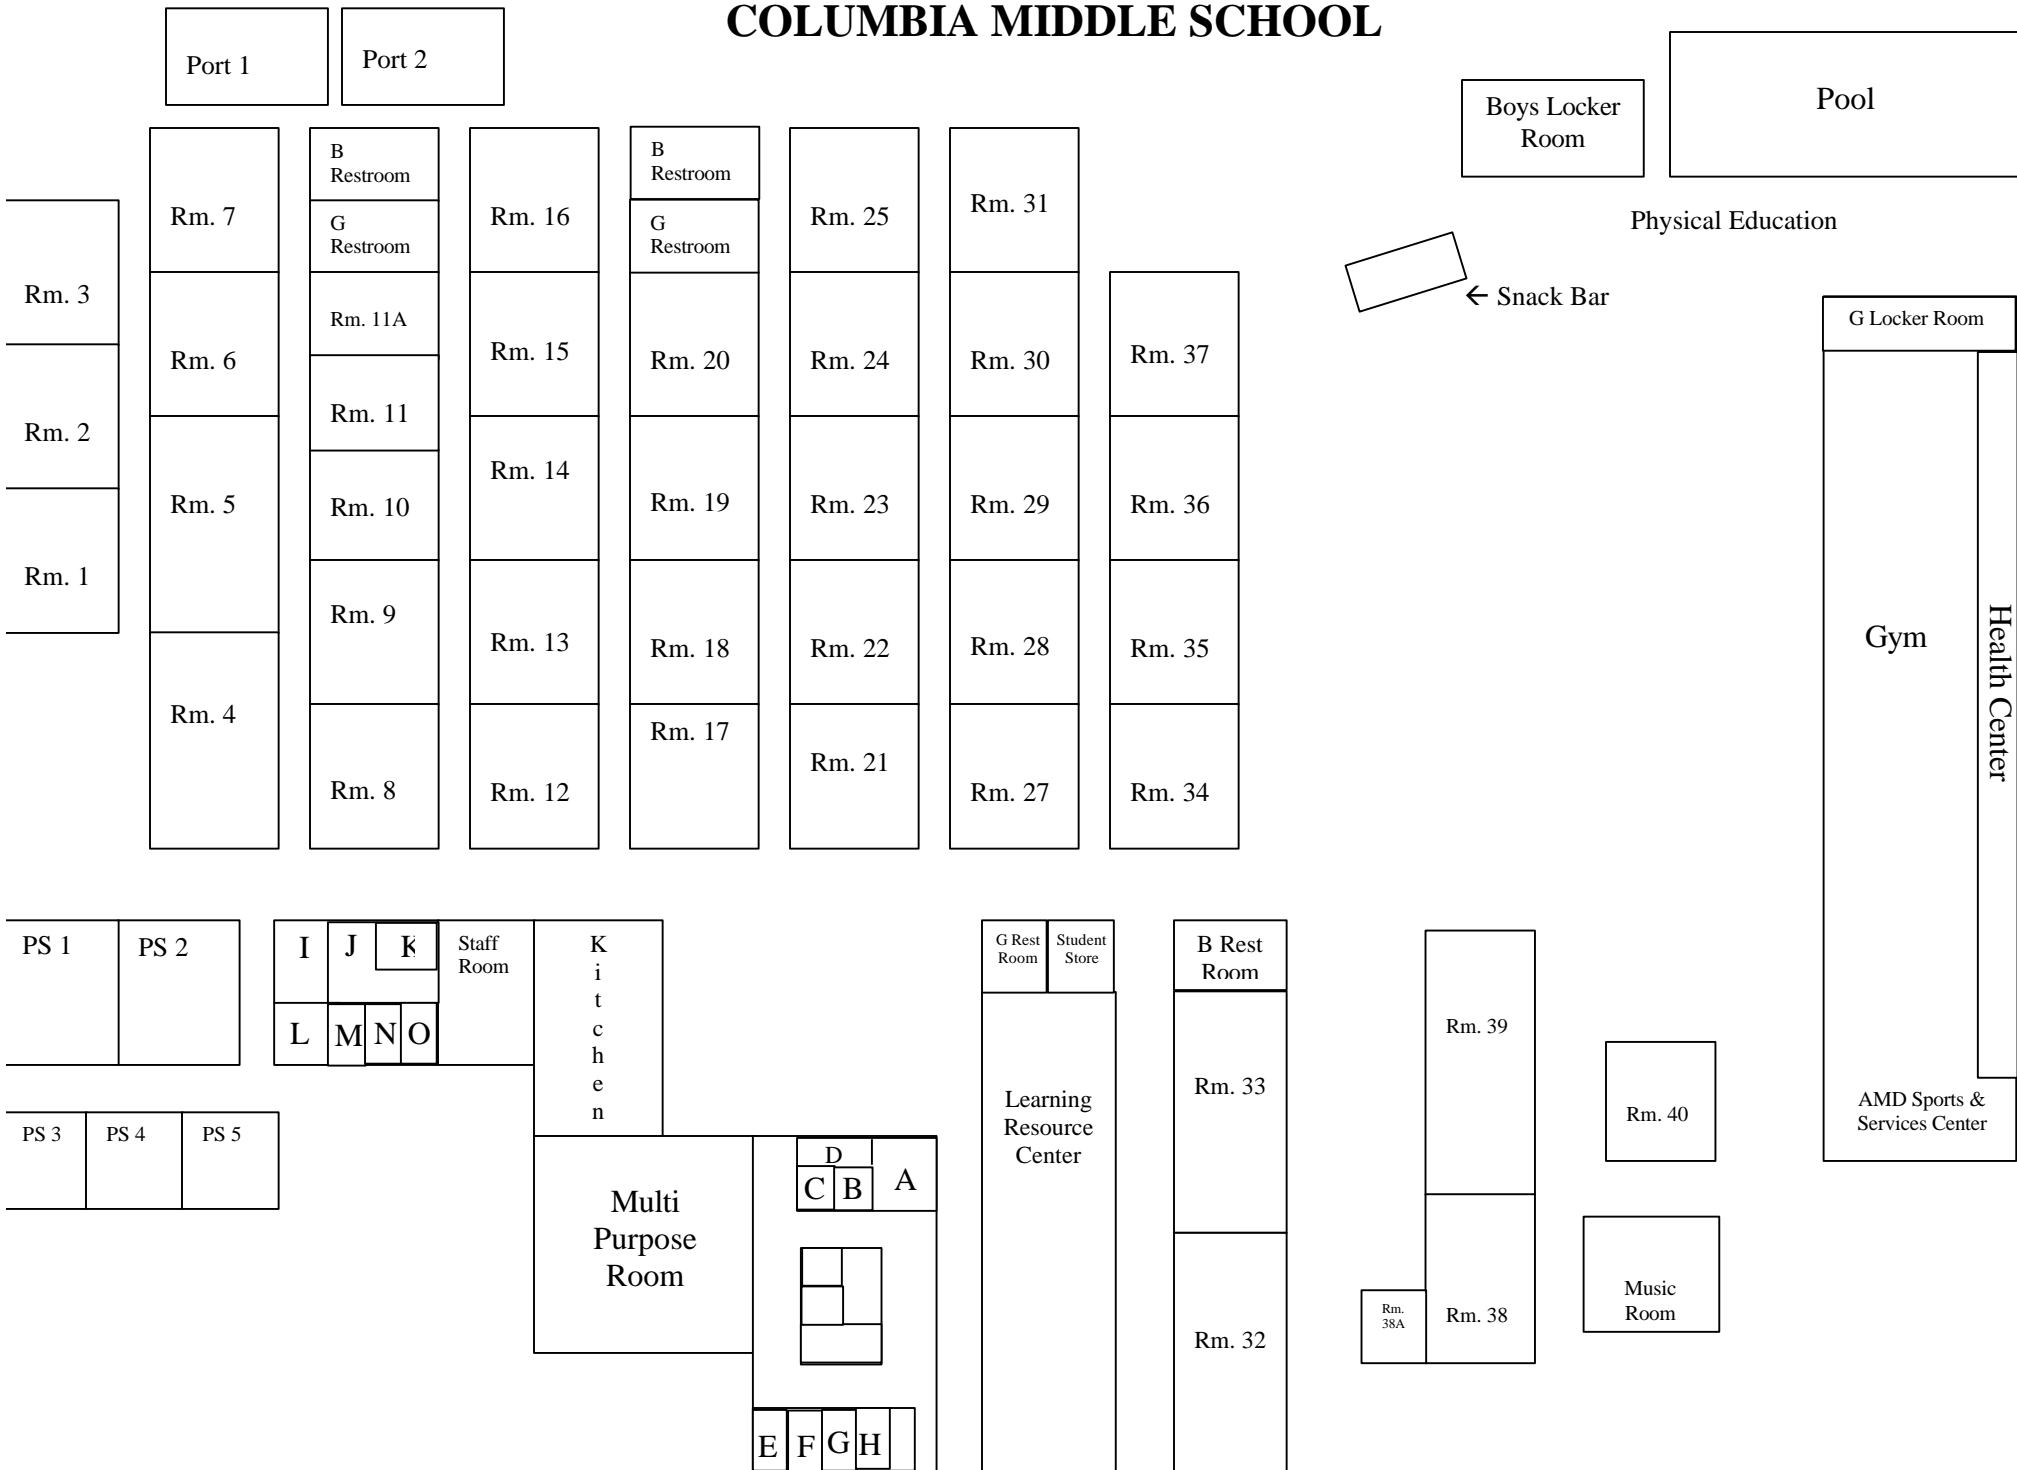 COLUMBIA MIDDLE SCHOOL
Port 1
Port 2
Boys Locker
Room
Pool
Physical Education
← Snack Bar
Rm. 3
Rm. 2
Rm. 1
Rm. 7
Rm. 6
Rm. 5
Rm. 4
B
Restroom
G
Restroom
Rm. 11A
Rm. 11
Rm. 10
Rm. 9
Rm. 8
Rm. 16
Rm. 15
Rm. 14
Rm. 13
Rm. 12
B
Restroom
G
Restroom
Rm. 20
Rm. 19
Rm. 18
Rm. 17
Rm. 25
Rm. 24
Rm. 23
Rm. 22
Rm. 21
Rm. 31
Rm. 30
Rm. 29
Rm. 28
Rm. 27
Rm. 37
Rm. 36
Rm. 35
Rm. 34
G Locker Room
Gym
Health Center
AMD Sports &
Services Center
PS 1
PS 2
PS 3
PS 4
PS 5
I
J
K
L
M
N
O
Staff
Room
Kitchen
Multi
Purpose
Room
D
C
B
A
E
F
G
H
G Rest
Room
Student
Store
Learning
Resource
Center
B Rest
Room
Rm. 33
Rm. 32
Rm. 39
Rm. 38
Rm.
38A
Rm. 40
Music
Room